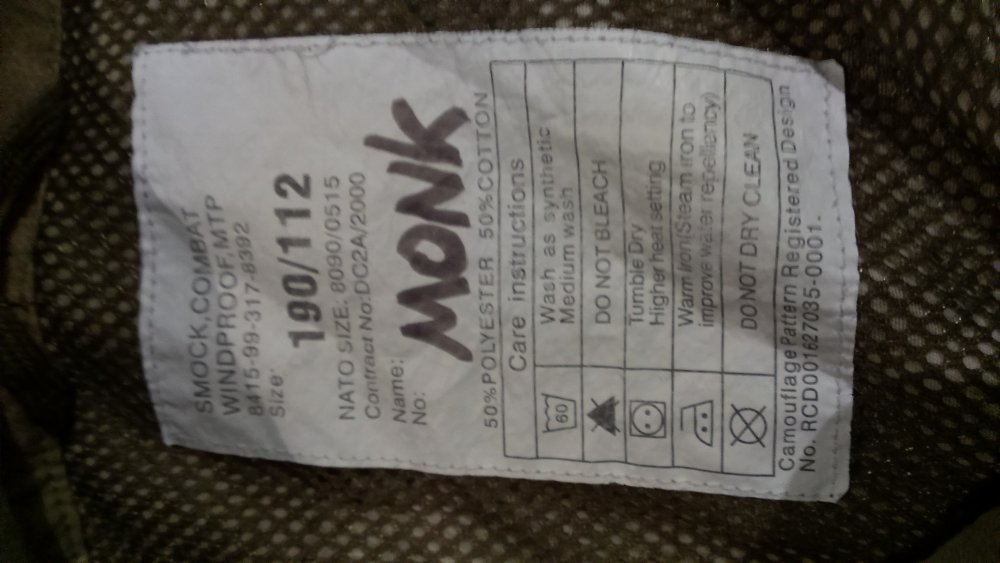 SMOCK,COMBAT
WINDPROOF,MTP
8415-99-317-8392
Size:
190/112
NATO SIZE. 8090/0515
Contract No:DC2A/2000
Name:
No:
MONK
50%POLYESTER 50%COTTON
Care instructions
60
Wash as synthetic
Medium wash
DO NOT BLEACH
Tumble Dry
Higher heat setting
Warm Iron(Steam iron to
improve water repelliency)
DO NOT DRY CLEAN
Camouflage Pattern Registered Design
No. RCD001627035-0001.